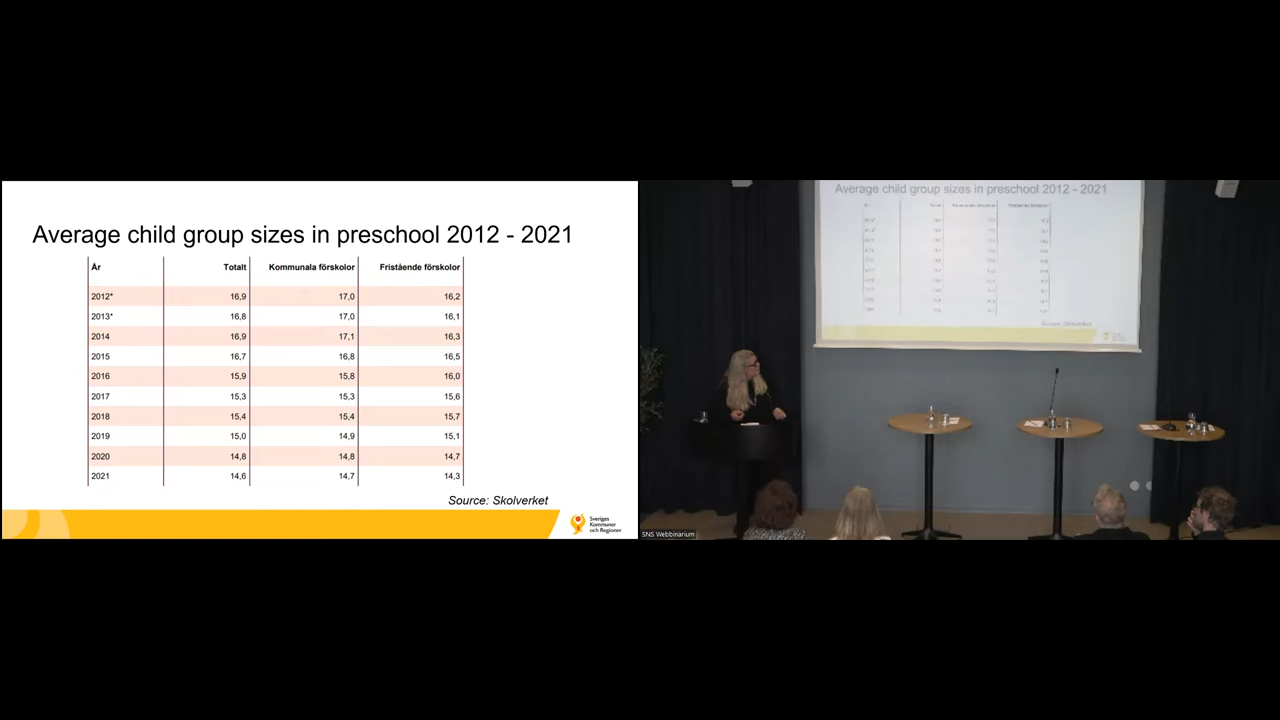 Average child group sizes in preschool 2012 - 2021
År Totalt Kommunala förskolor Fristående förskolor
2012* 16,9 17,0 16,2
2013* 16,8 17,0 16,1
2014 16,9 17,1 16,3
2015 16,7 16,8 16,5
2016 15,9 15,8 16,0
2017 15,3 15,3 15,6
2018 15,4 15,4 15,7
2019 15,0 14,9 15,1
2020 14,8 14,8 14,7
2021 14,6 14,7 14,3
Source: Skolverket
Sveriges
Kommuner
och Regioner
Average child group sizes in preschool 2012 - 2021
Source: Skolverket
SNS Webbinarium